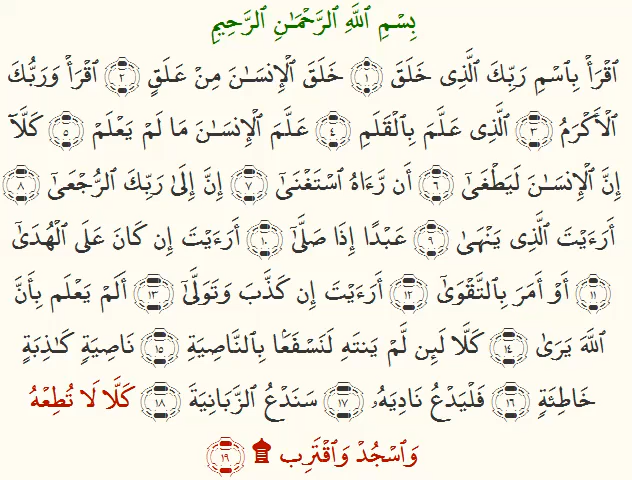 بِسْمِ ٱللَّهِ ٱلرَّحْمَـٰنِ ٱلرَّحِيمِ
ٱقْرَأْ بِٱسْمِ رَبِّكَ ٱلَّذِى خَلَقَ ١ خَلَقَ ٱلْإِنسَـٰنَ مِنْ عَلَقٍ ٢ ٱقْرَأْ وَرَبُّكَ
ٱلْأَكْرَمُ ٣ ٱلَّذِى عَلَّمَ بِٱلْقَلَمِ ٤ عَلَّمَ ٱلْإِنسَـٰنَ مَا لَمْ يَعْلَمْ ٥ كَلَّآ
إِنَّ ٱلْإِنسَـٰنَ لَيَطْغَىٰٓ ٦ أَن رَّءَاهُ ٱسْتَغْنَىٰٓ ٧ إِنَّ إِلَىٰ رَبِّكَ ٱلرُّجْعَىٰٓ ٨
أَرَءَيْتَ ٱلَّذِى يَنْهَىٰ ٩ عَبْدًا إِذَا صَلَّىٰٓ ١٠ أَرَءَيْتَ إِن كَانَ عَلَى ٱلْهُدَىٰٓ
١١ أَوْ أَمَرَ بِٱلتَّقْوَىٰٓ ١٢ أَرَءَيْتَ إِن كَذَّبَ وَتَوَلَّىٰٓ ١٣ أَلَمْ يَعْلَم بِأَنَّ
ٱللَّهَ يَرَىٰ ١٤ كَلَّا لَئِن لَّمْ يَنتَهِ لَنَسْفَعًۢا بِٱلنَّاصِيَةِ ١٥ نَاصِيَةٍ كَـٰذِبَةٍ
خَاطِئَةٍ ١٦ فَلْيَدْعُ نَادِيَهُۥ ١٧ سَنَدْعُ ٱلزَّبَانِيَةَ ١٨ كَلَّا لَا تُطِعْهُ
وَٱسْجُدْ وَٱقْتَرِب ۩ ١٩